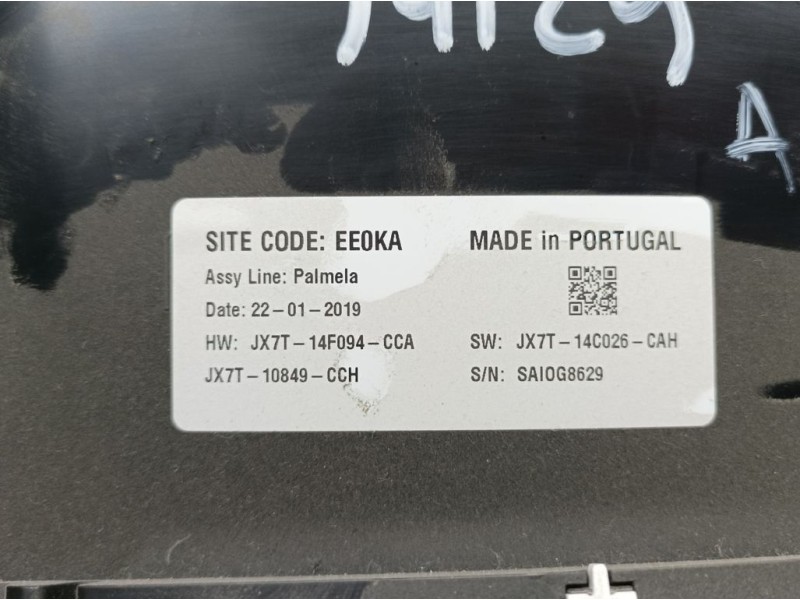 A
SITE CODE: EE0KA MADE in PORTUGAL
Assy Line: Palmela
Date: 22-01-2019
HW: JX7T-14F094-CCA SW: JX7T-14C026-CAH
JX7T-10849-CCH S/N: SAIOG8629